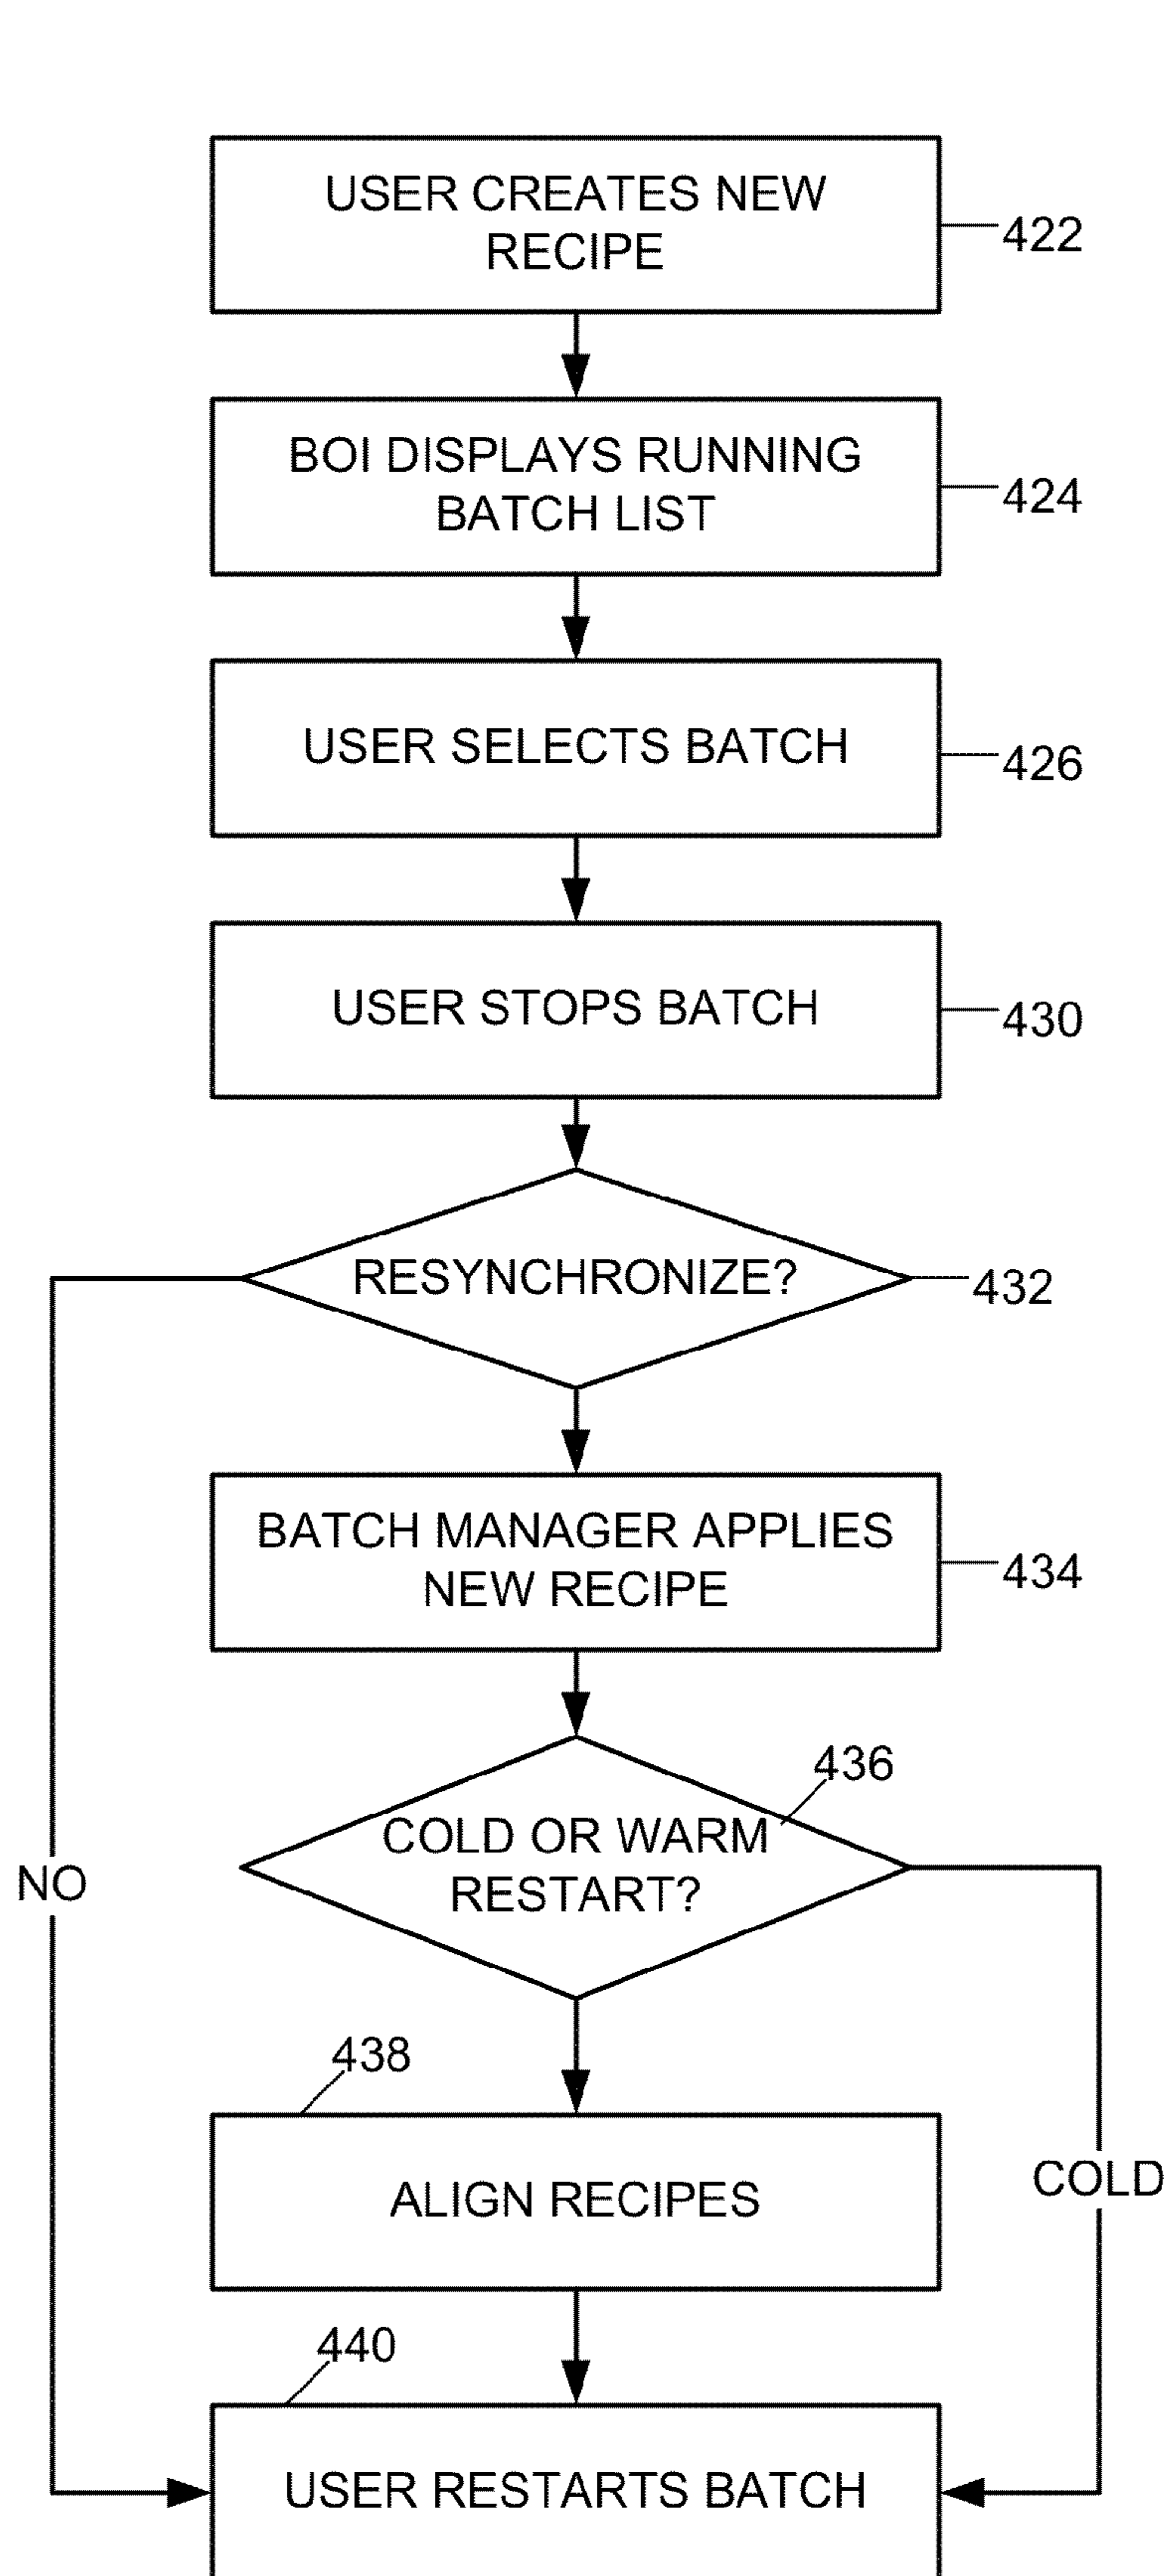 USER CREATES NEW
RECIPE
422
BOI DISPLAYS RUNNING
BATCH LIST
424
USER SELECTS BATCH
426
USER STOPS BATCH
430
RESYNCHRONIZE?
432
BATCH MANAGER APPLIES
NEW RECIPE
434
436
COLD OR WARM
RESTART?
NO
438
ALIGN RECIPES
COLD
440
USER RESTARTS BATCH